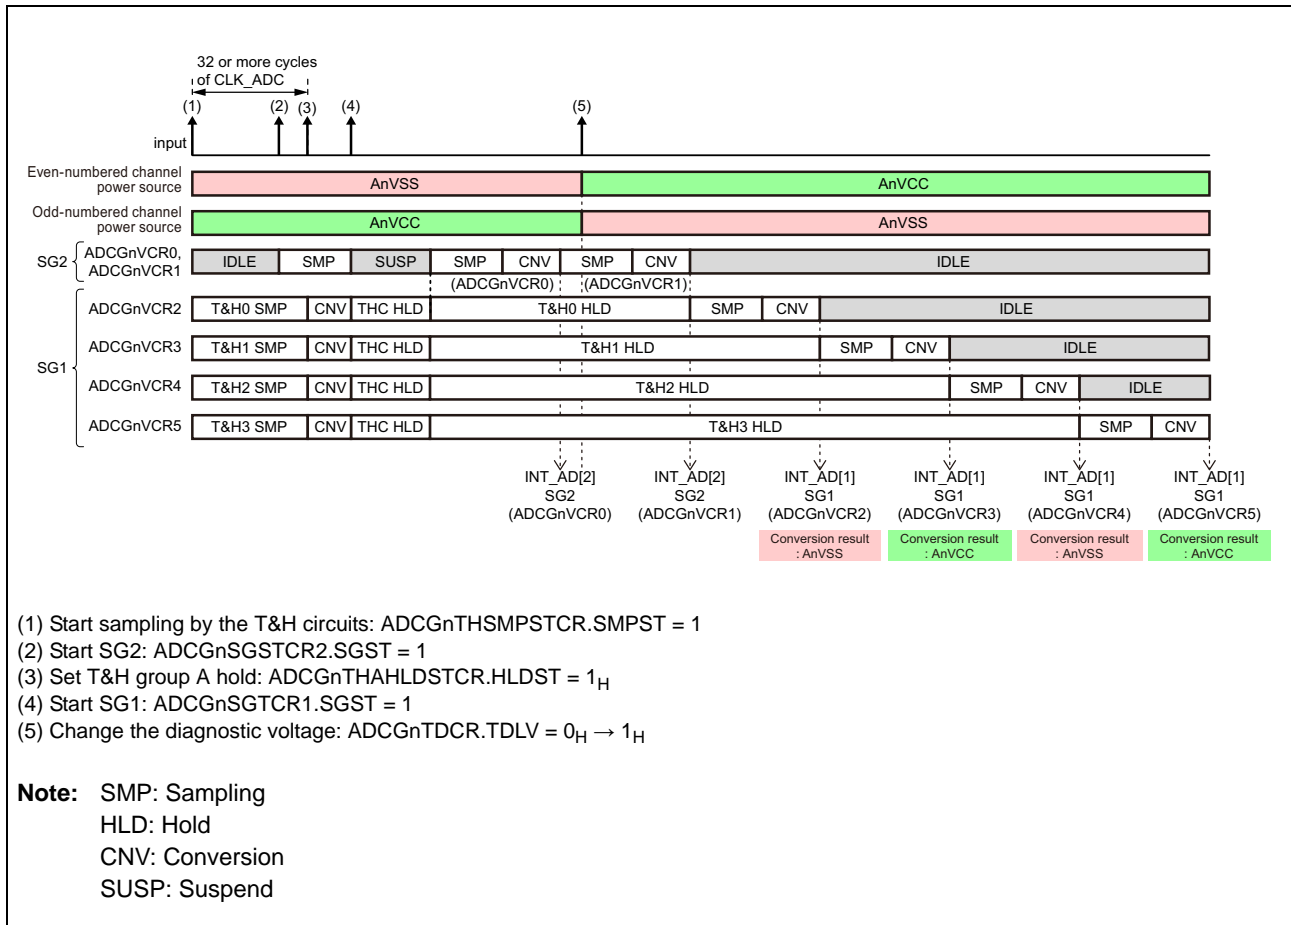 32 or more cycles
of CLK_ADC
(1) (2) (3) (4) (5)
input
Even-numbered channel
power source
AnVSS AnVCC
Odd-numbered channel
power source
AnVCC AnVSS
SG2 ADCGnVCR0,
ADCGnVCR1
IDLE SMP SUSP SMP CNV SMP CNV IDLE
(ADCGnVCR0) (ADCGnVCR1)
SG1
ADCGnVCR2 T&H0 SMP CNV THC HLD T&H0 HLD SMP CNV IDLE
ADCGnVCR3 T&H1 SMP CNV THC HLD T&H1 HLD SMP CNV IDLE
ADCGnVCR4 T&H2 SMP CNV THC HLD T&H2 HLD SMP CNV IDLE
ADCGnVCR5 T&H3 SMP CNV THC HLD T&H3 HLD SMP CNV
INT_AD[2] INT_AD[2] INT_AD[1] INT_AD[1] INT_AD[1] INT_AD[1]
SG2 SG2 SG1 SG1 SG1 SG1
(ADCGnVCR0) (ADCGnVCR1) (ADCGnVCR2) (ADCGnVCR3) (ADCGnVCR4) (ADCGnVCR5)
Conversion result Conversion result Conversion result Conversion result
: AnVSS : AnVCC : AnVSS : AnVCC
(1) Start sampling by the T&H circuits: ADCGnTHSMPSTCR.SMPST = 1
(2) Start SG2: ADCGnSGSTCR2.SGST = 1
(3) Set T&H group A hold: ADCGnTHAHLDSTCR.HLDST = 1H
(4) Start SG1: ADCGnSGTCR1.SGST = 1
(5) Change the diagnostic voltage: ADCGnTDCR.TDLV = 0H → 1H
Note: SMP: Sampling
HLD: Hold
CNV: Conversion
SUSP: Suspend